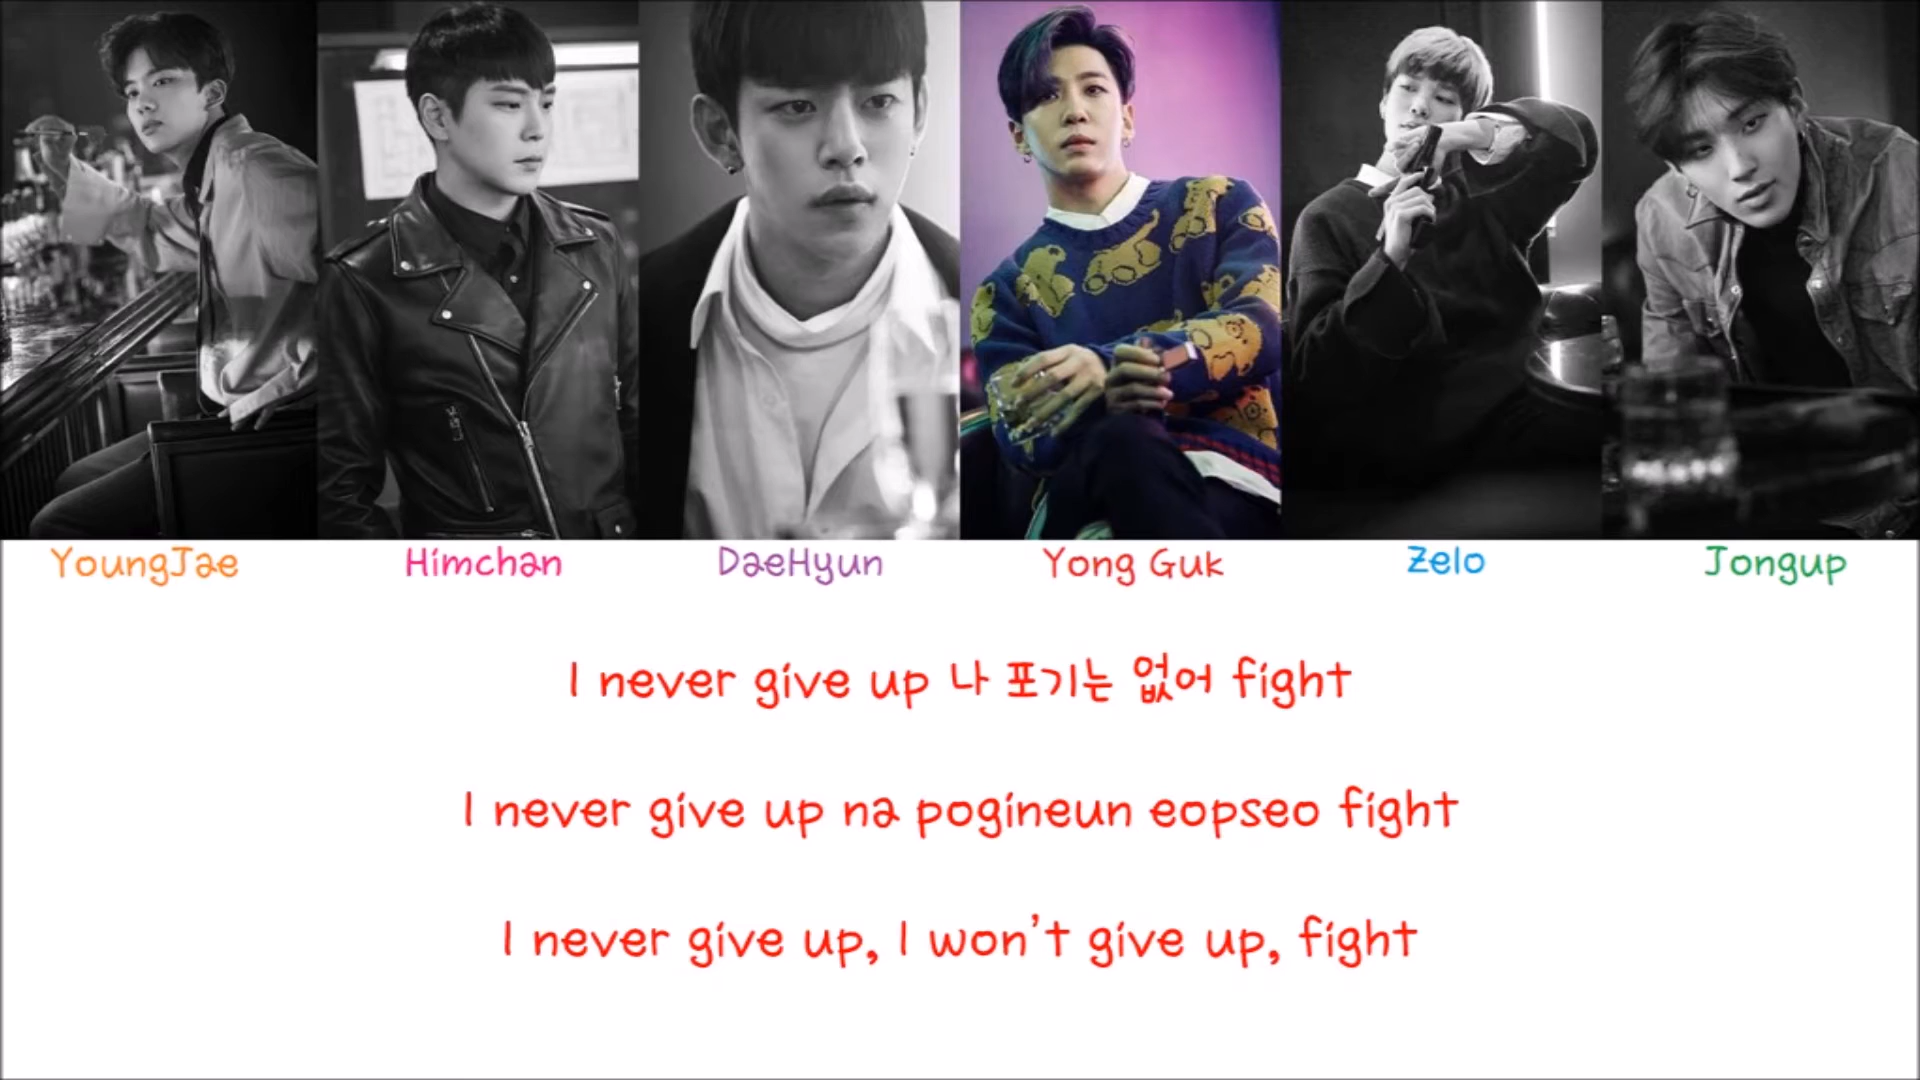 YoungJae Himchan DaeHyun Yong Guk Zelo Jongup
I never give up 나 포기는 없어 fight
I never give up na pogineun eopseo fight
I never give up, I won't give up, fight